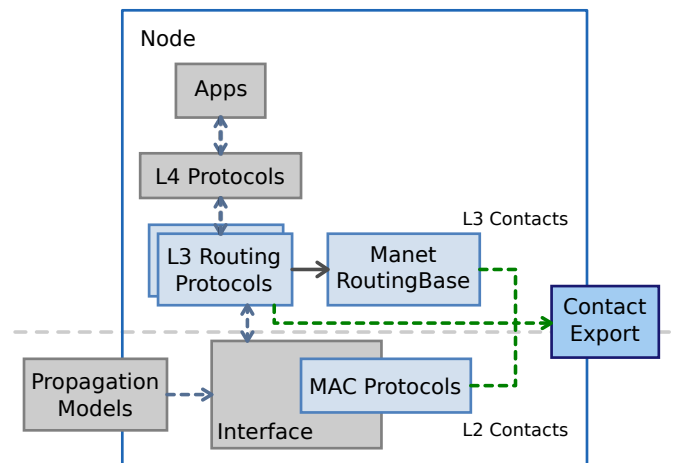 Node
Apps
L4 Protocols
L3 Contacts
L3 Routing
Protocols
Manet
RoutingBase
Contact
Export
Propagation
Models
MAC Protocols
Interface
L2 Contacts